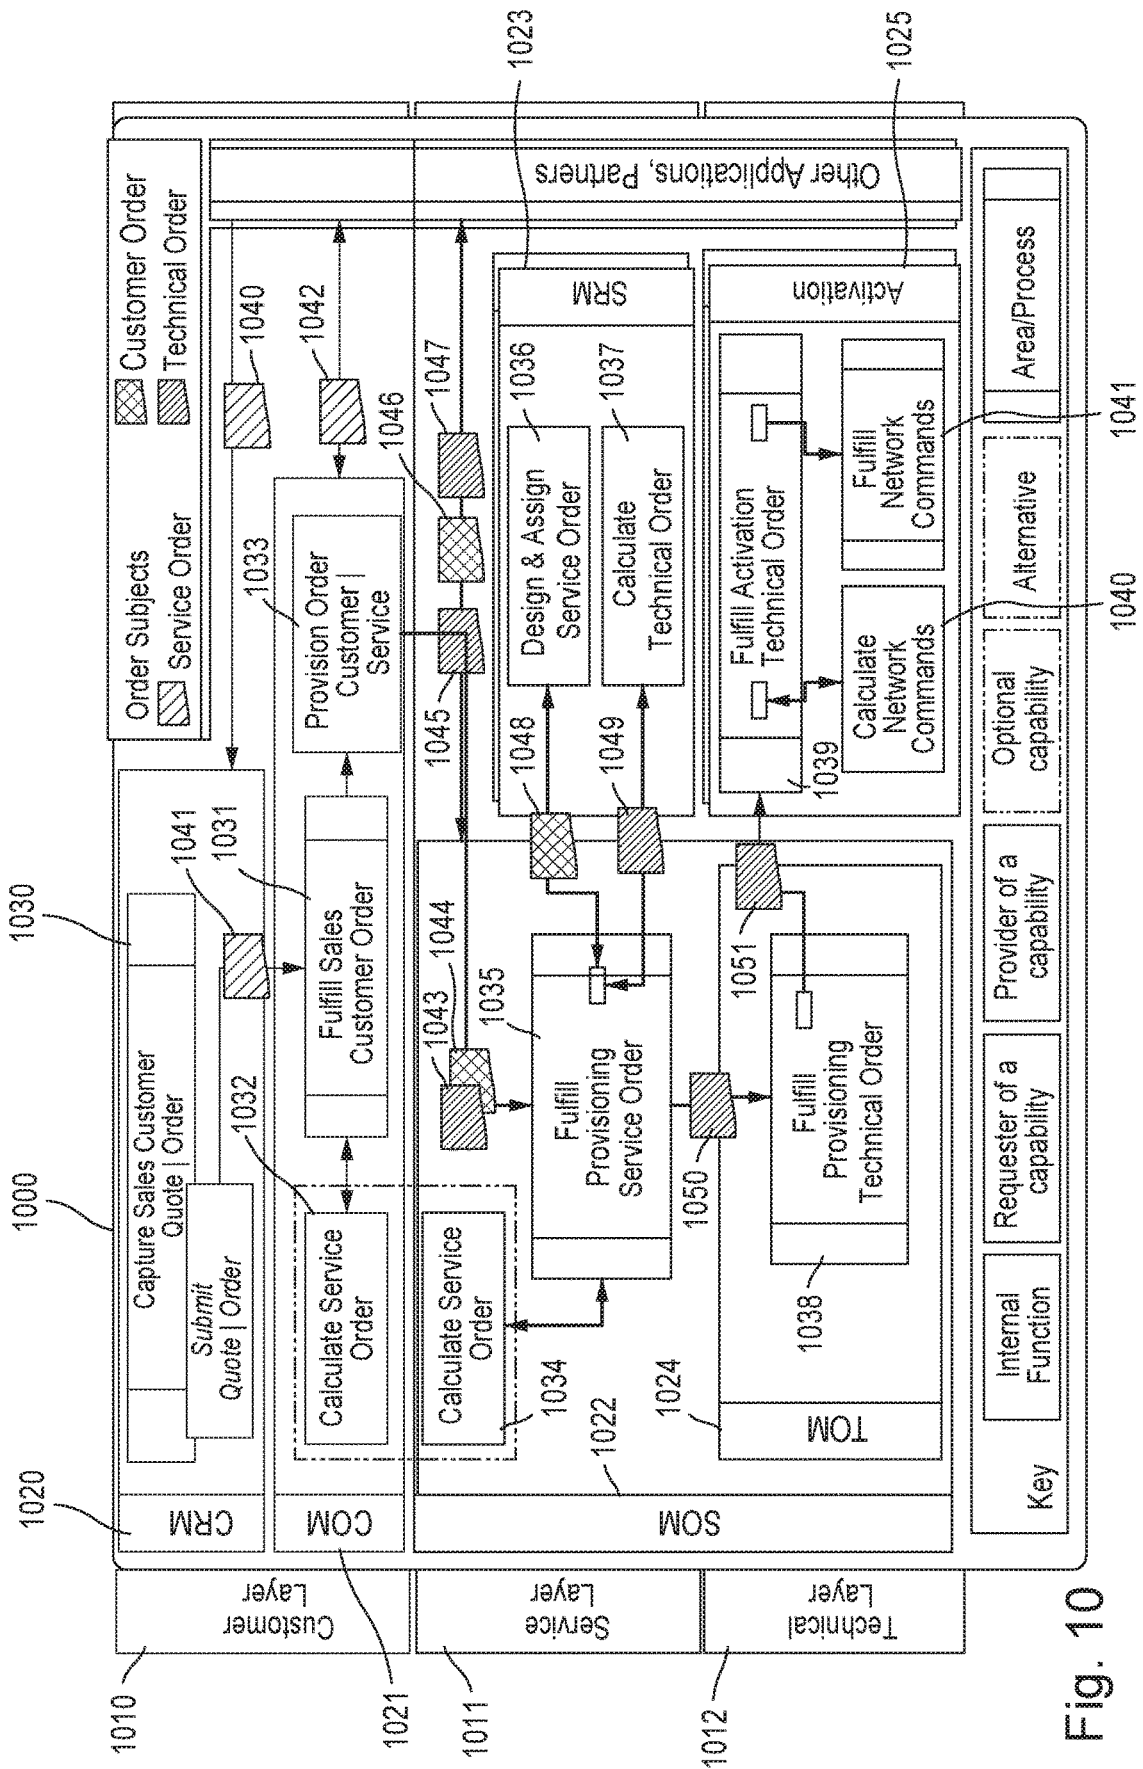 1000
1010
1011
1012
1020
1021
1022
1023
1024
1025
1030
1031
1032
1033
1034
1035
1036
1037
1038
1039
1040
1041
1040
1041
1042
1043
1044
1045
1046
1047
1048
1049
1050
1051
Order Subjects
Customer Order
Service Order
Technical Order
Customer
Layer
Service
Layer
Technical
Layer
CRM
Capture Sales Customer
Quote | Order
Submit
Quote | Order
COM
Calculate Service
Order
Fulfill Sales
Customer Order
Provision Order
Customer |
Service
Other Applications, Partners
SOM
Calculate Service
Order
Fulfill
Provisioning
Service Order
SRM
Design & Assign
Service Order
Calculate
Technical Order
TOM
Fulfill
Provisioning
Technical Order
Activation
Fulfill Activation
Technical Order
Calculate
Network
Commands
Fulfill
Network
Commands
Key
Internal
Function
Requester of a
capability
Provider of a
capability
Optional
capability
Alternative
Area/Process
Fig. 10